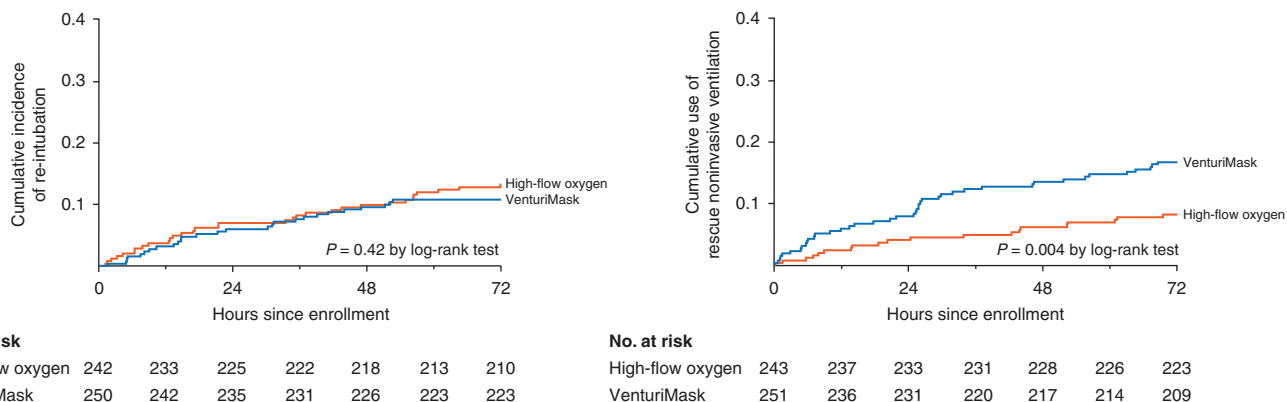 Cumulative incidence
of re-intubation
0.4
0.3
0.2
0.1
High-flow oxygen
VenturiMask
P = 0.42 by log-rank test
0 24 48 72
Hours since enrollment
isk
w oxygen 242 233 225 222 218 213 210
Mask 250 242 235 231 226 223 223
Cumulative use of
rescue noninvasive ventilation
0.4
0.3
0.2
0.1
VenturiMask
High-flow oxygen
P = 0.004 by log-rank test
0 24 48 72
Hours since enrollment
No. at risk
High-flow oxygen 243 237 233 231 228 226 223
VenturiMask 251 236 231 220 217 214 209